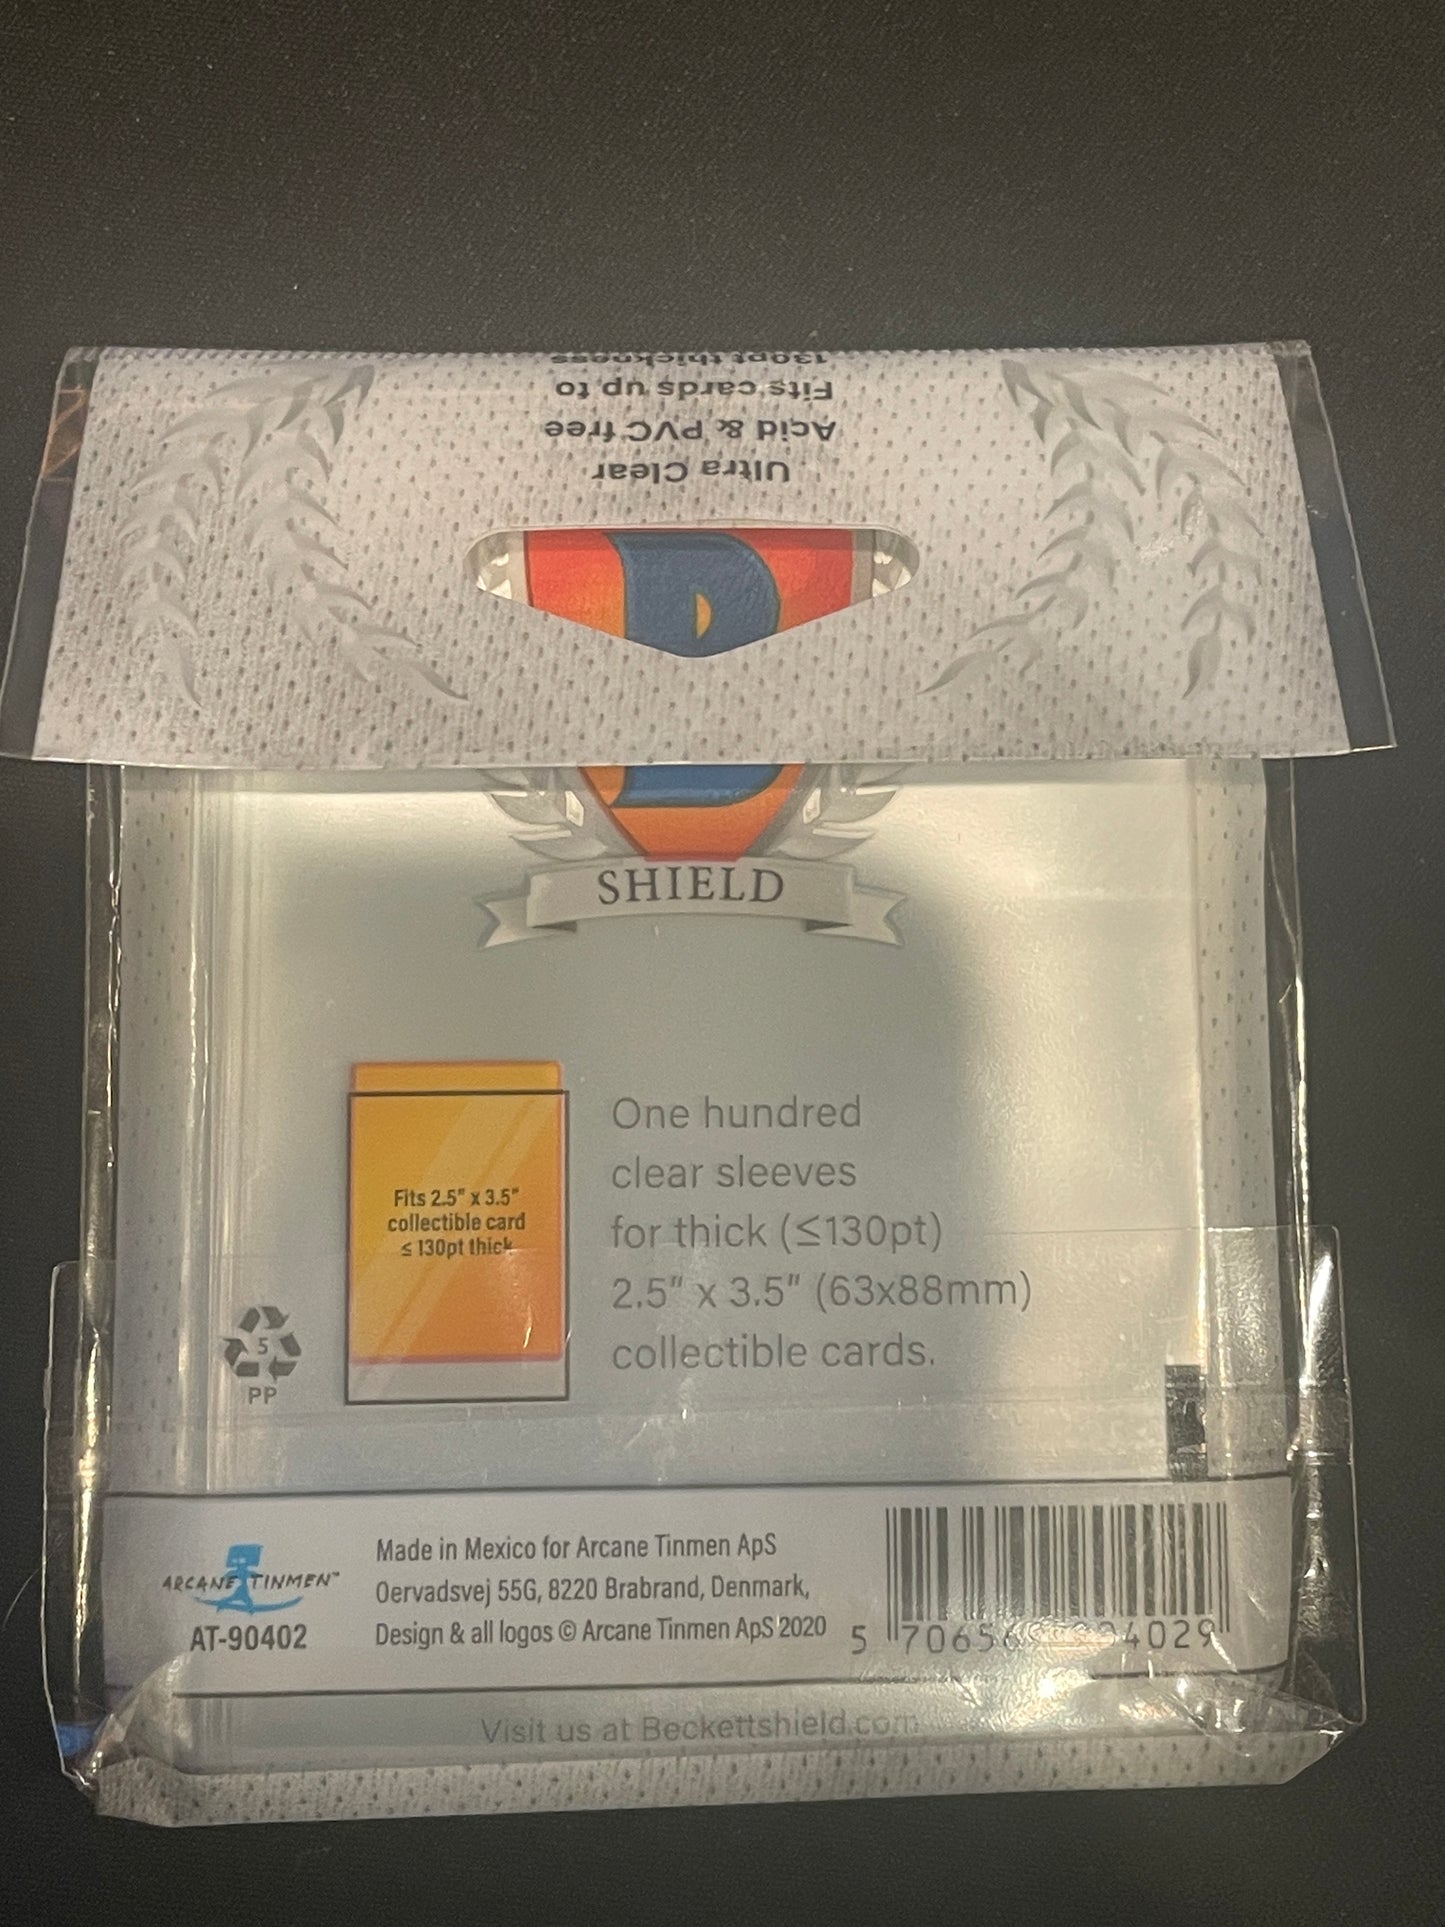 130pt thickness
Fits cards up to
Acid & PVC free
Ultra Clear
B
SHIELD
One hundred
clear sleeves
for thick (≤130pt)
2.5" x 3.5" (63x88mm)
collectible cards.
Fits 2.5" x 3.5"
collectible card
≤ 130pt thick
5
PP
ARCANE TINMEN™
AT-90402
Made in Mexico for Arcane Tinmen ApS
Oervadsvej 55G, 8220 Brabrand, Denmark,
Design & all logos © Arcane Tinmen ApS 2020
Visit us at Beckettshield.com